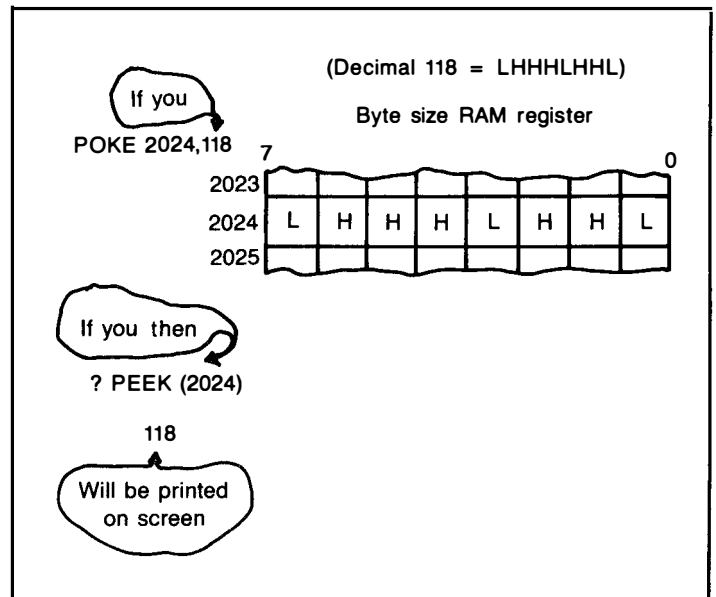 (Decimal 118 = LHHHLHHL)
If you
Byte size RAM register
POKE 2024,118
7 0
2023
2024 L H H H L H H L
2025
If you then
? PEEK (2024)
118
Will be printed
on screen